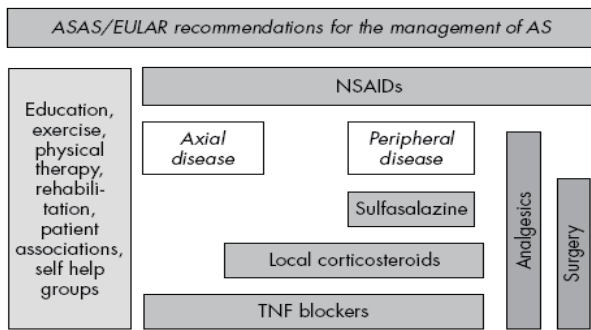 ASAS/EULAR recommendations for the management of AS
Education,
exercise,
physical
therapy,
rehabili-
tation,
patient
associations,
self help
groups
NSAIDs
Axial
disease
Peripheral
disease
Sulfasalazine
Local corticosteroids
TNF blockers
Analgesics
Surgery